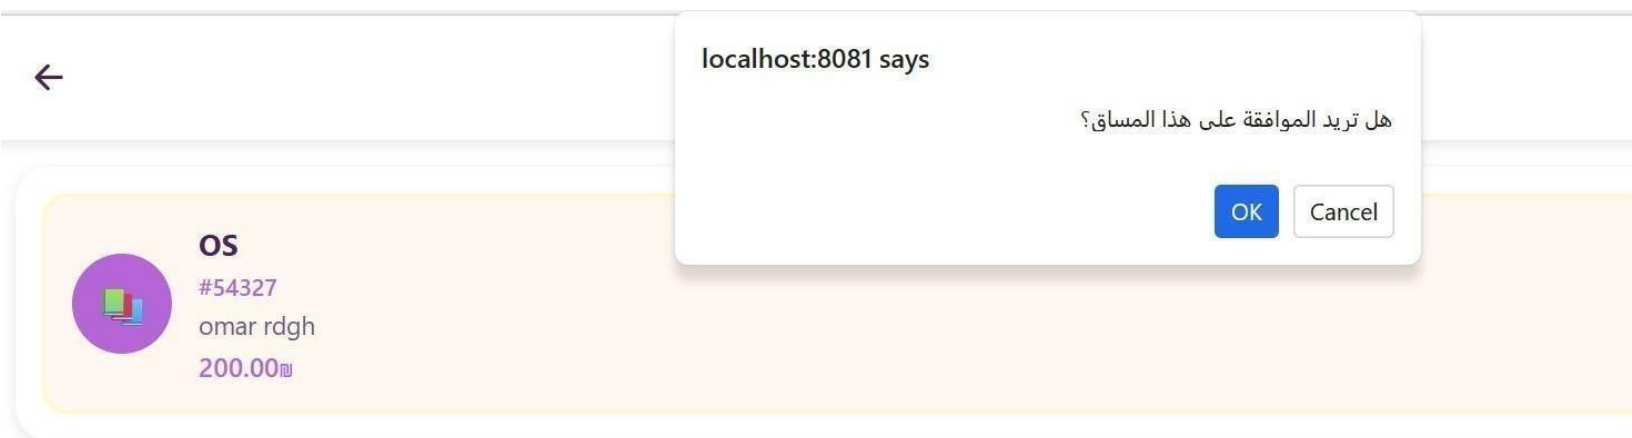 localhost:8081 says
هل تريد الموافقة على هذا المساق؟
OK
Cancel
OS
#54327
omar rdgh
200.00₪